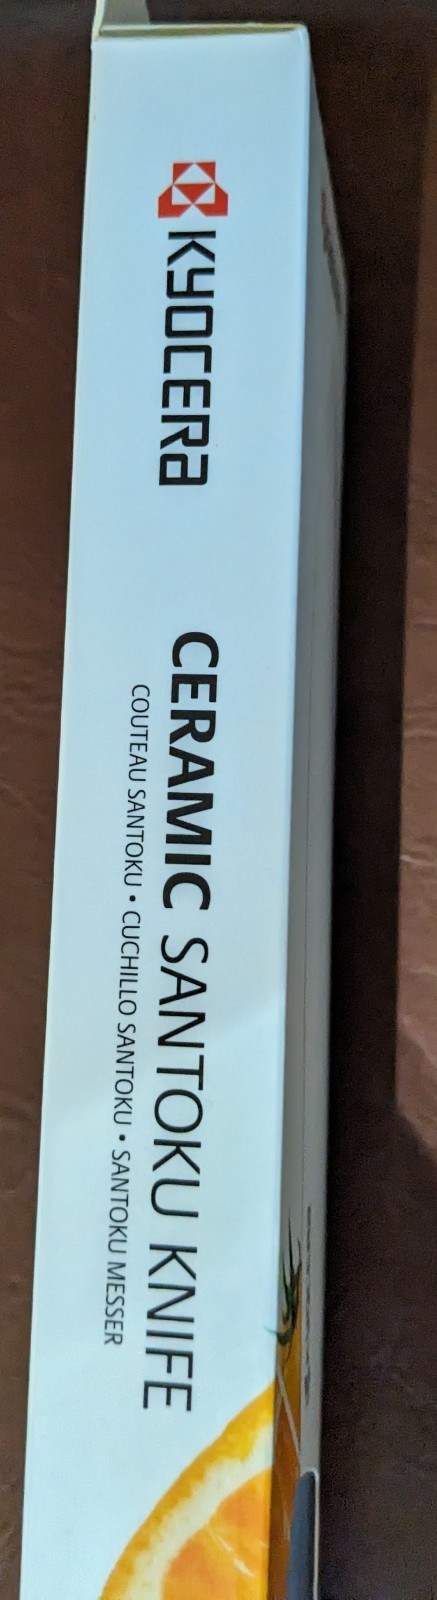 KYOCERA
CERAMIC SANTOKU KNIFE
COUTEAU SANTOKU • CUCHILLO SANTOKU • SANTOKU MESSER